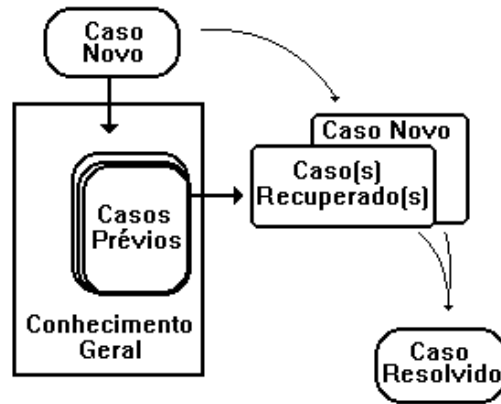 Caso
Novo
Caso Novo
Caso(s)
Recuperado(s)
Casos
Prévios
Conhecimento
Geral
Caso
Resolvido